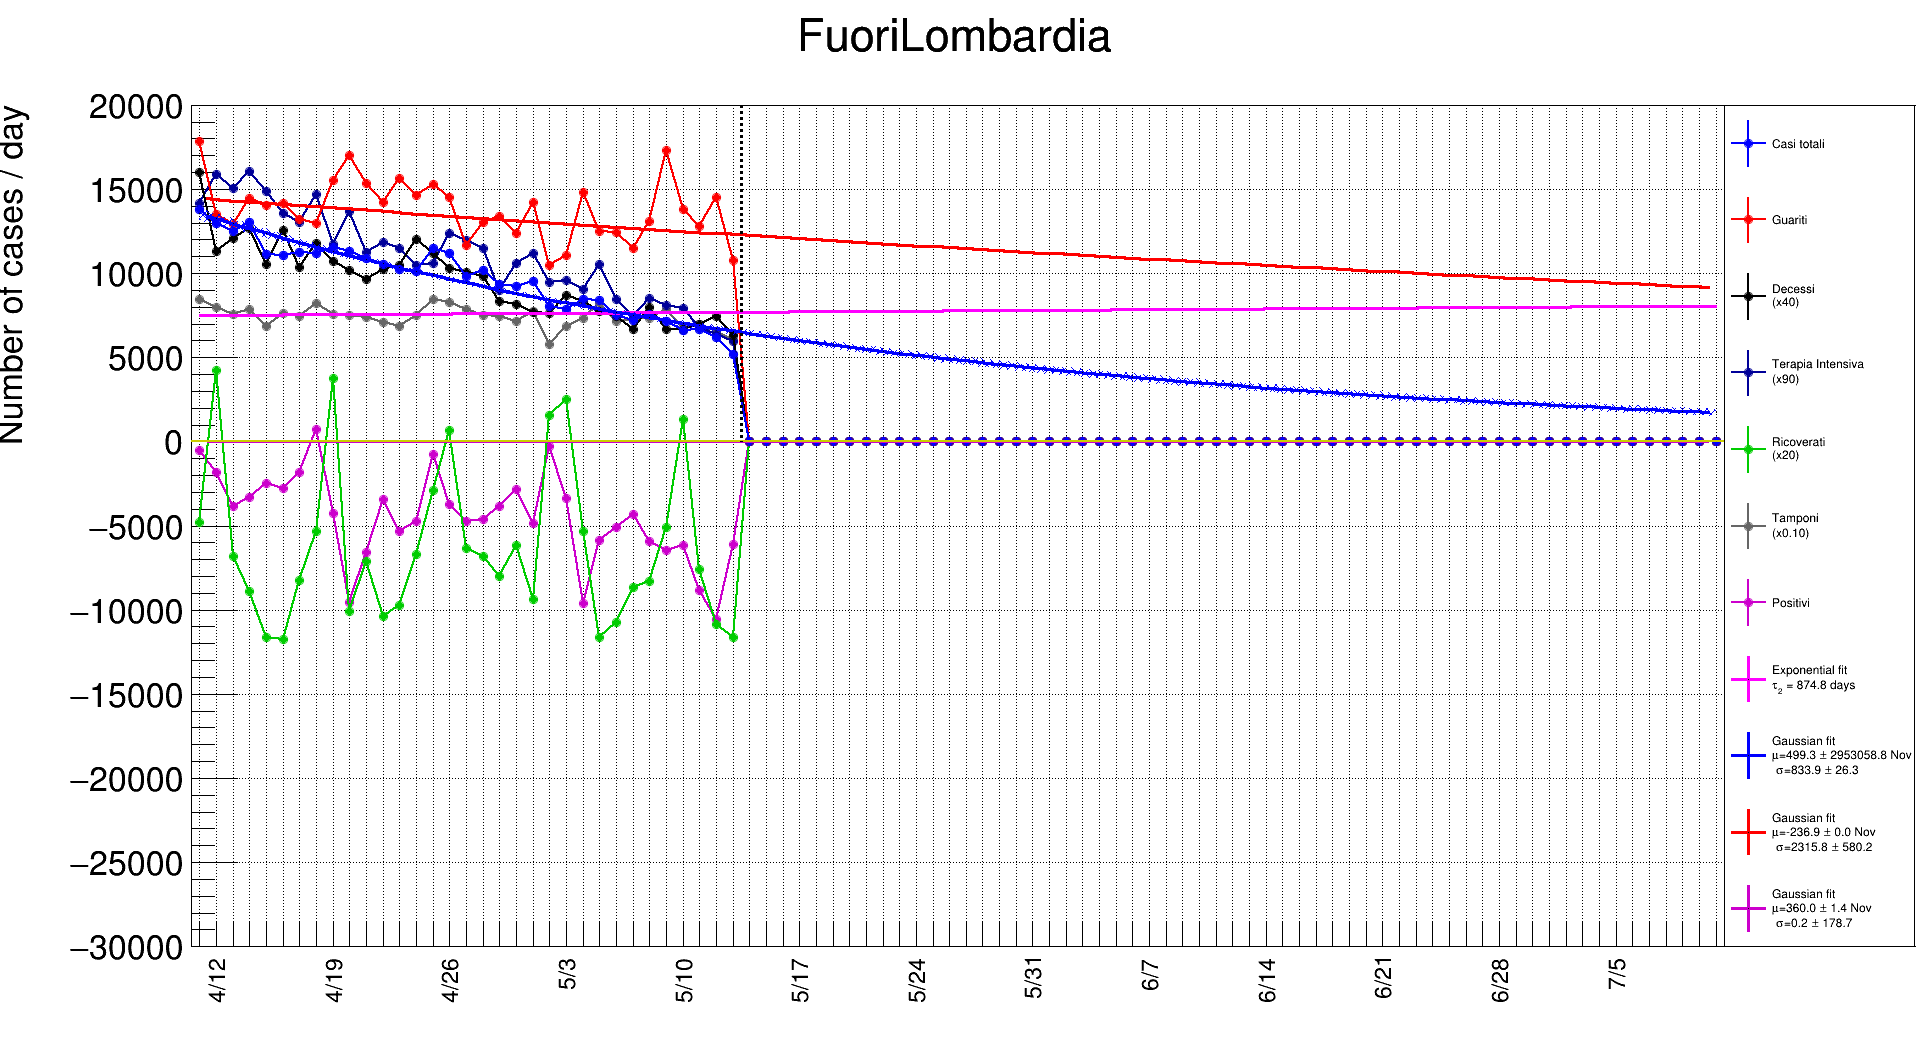 FuoriLombardia
Number of cases / day
20000
15000
10000
5000
0
−5000
−10000
−15000
−20000
−25000
−30000
4/12
4/19
4/26
5/3
5/10
5/17
5/24
5/31
6/7
6/14
6/21
6/28
7/5
Casi totali
Guariti
Decessi
(x40)
Terapia Intensiva
(x90)
Ricoverati
(x20)
Tamponi
(x0.10)
Positivi
Exponential fit
τ2 = 874.8 days
Gaussian fit
μ=499.3 ± 2953058.8 Nov
σ=833.9 ± 26.3
Gaussian fit
μ=-236.9 ± 0.0 Nov
σ=2315.8 ± 580.2
Gaussian fit
μ=360.0 ± 1.4 Nov
σ=0.2 ± 178.7